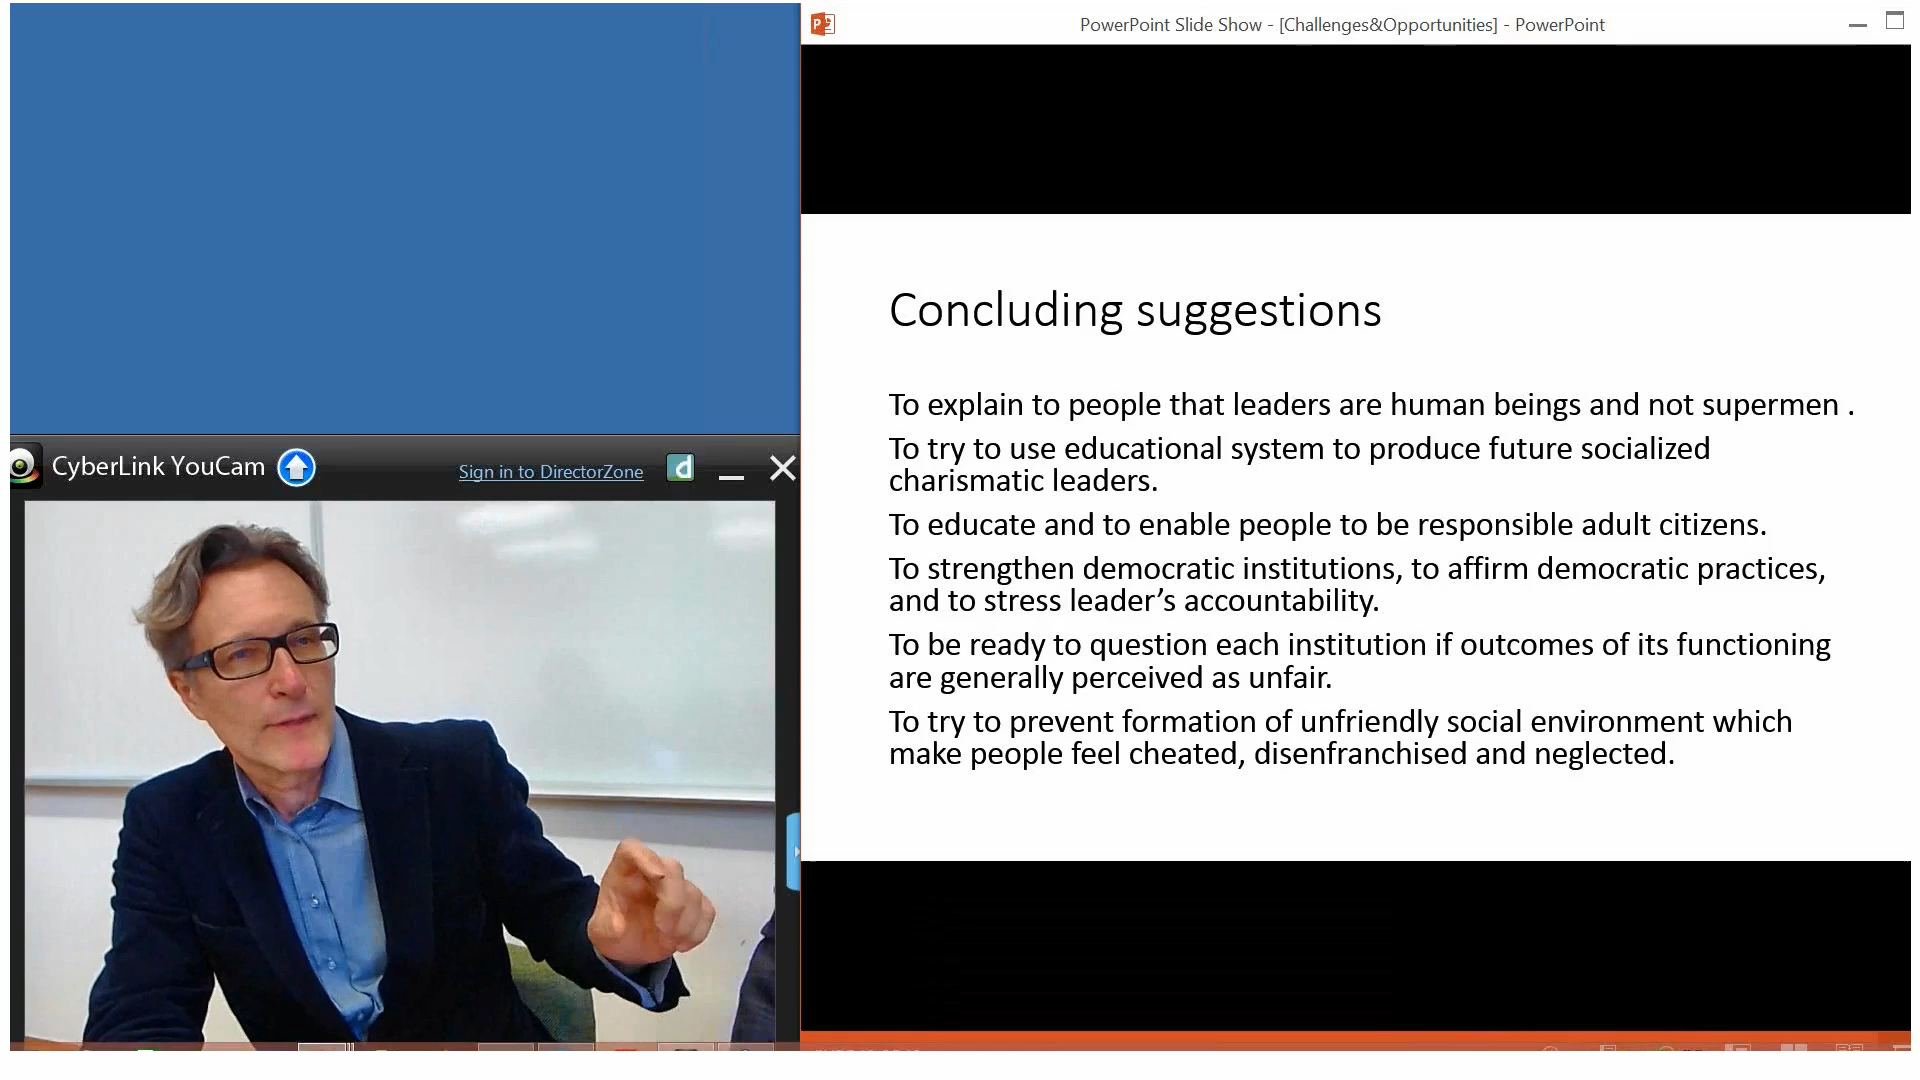 PowerPoint Slide Show - [Challenges&Opportunities] - PowerPoint
CyberLink YouCam
Sign in to DirectorZone
Concluding suggestions
To explain to people that leaders are human beings and not supermen .
To try to use educational system to produce future socialized
charismatic leaders.
To educate and to enable people to be responsible adult citizens.
To strengthen democratic institutions, to affirm democratic practices,
and to stress leader’s accountability.
To be ready to question each institution if outcomes of its functioning
are generally perceived as unfair.
To try to prevent formation of unfriendly social environment which
make people feel cheated, disenfranchised and neglected.